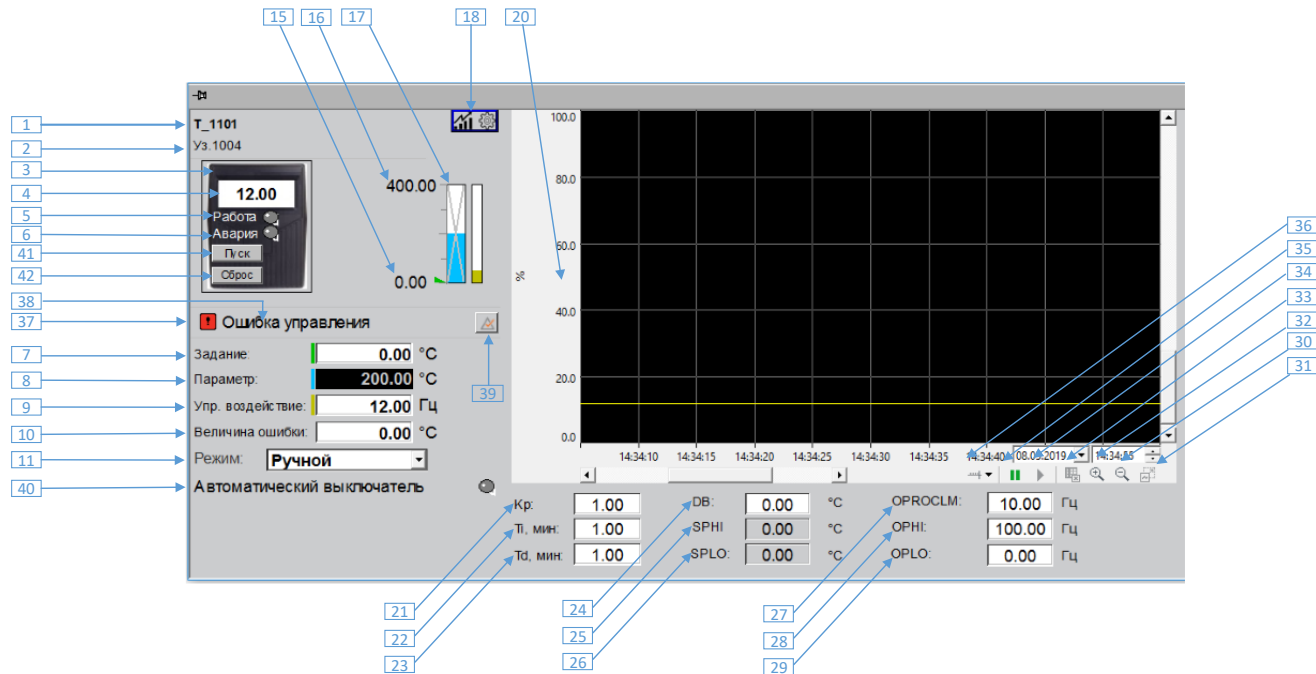 15 16 17 18 20
1 T_1101 100.0
2 Уз.1004
3
4 12.00 400.00 80.0
5 Работа
6 Авария 36
41 Пуск 60.0 35
42 Сброс 0.00 % 34
38 33
37 Ошибка управления 40.0 32
7 Задание: 0.00 °C 30
8 Параметр: 200.00 °C 20.0 31
39
9 Упр. воздействие: 12.00 Гц
10 Величина ошибки: 0.00 °C 0.0
11 Режим: Ручной 14:34:10 14:34:15 14:34:20 14:34:25 14:34:30 14:34:35 14:34:40 08.05.2019 14:34:55
40 Автоматический выключатель
Kp: 1.00 DB: 0.00 °C OPROCLM: 10.00 Гц
Ti, мин: 1.00 SPHI 0.00 °C OPHI: 100.00 Гц
Td, мин: 1.00 SPLO: 0.00 °C OPLO: 0.00 Гц
21 24 27
22 25 28
23 26 29